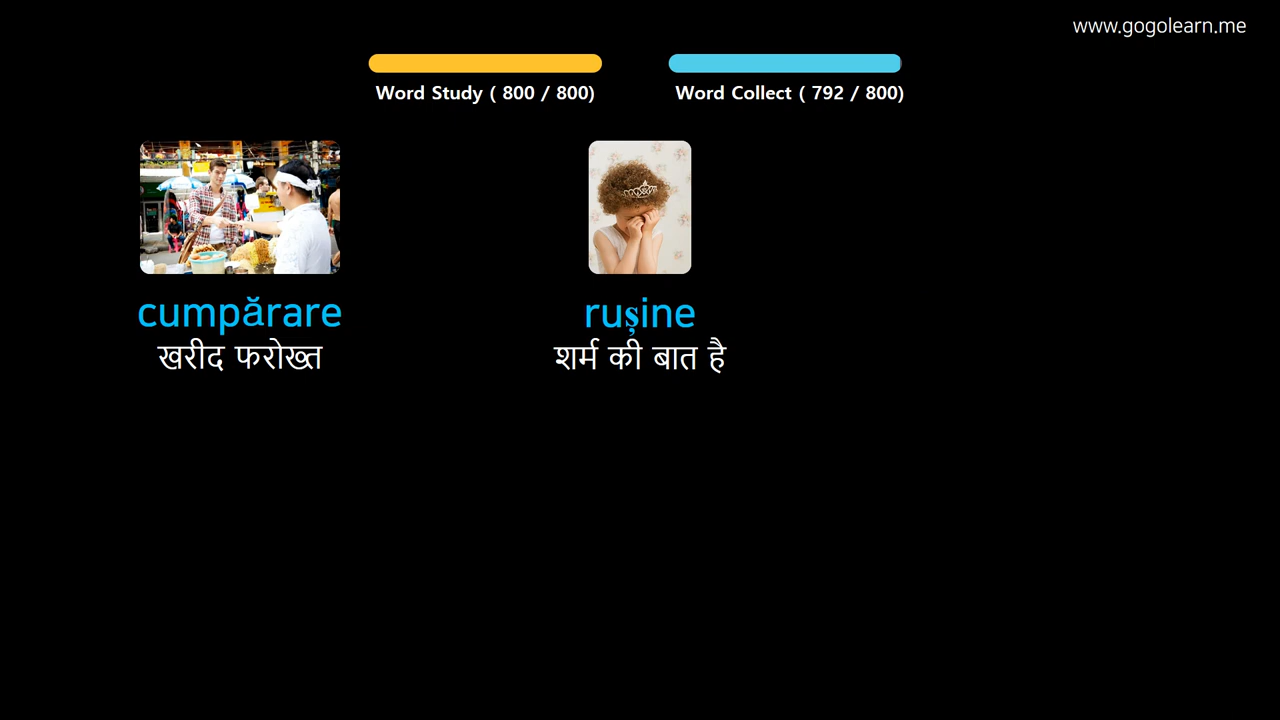 www.gogolearn.me
Word Study ( 800 / 800)
Word Collect ( 792 / 800)
cumpărare
खरीद फरोख्त
rușine
शर्म की बात है